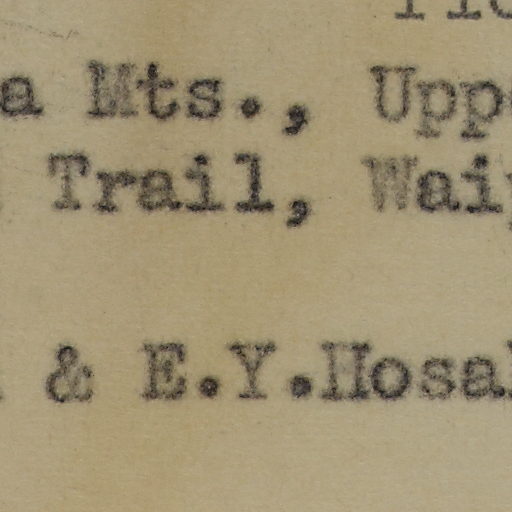 a Mts., Upp
Trail, Wai
& E.Y.Hosa